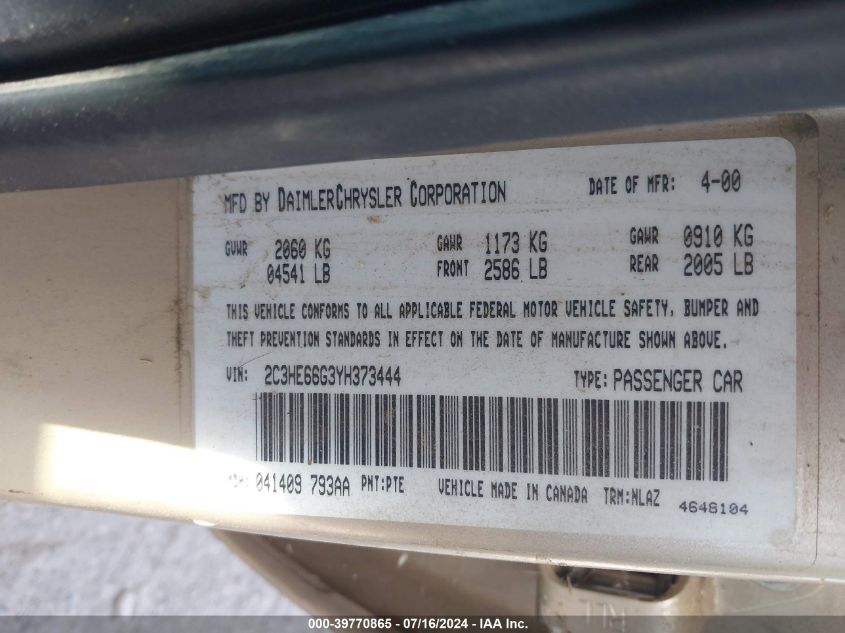 MFD BY DAIMLERCHRYSLER CORPORATION DATE OF MFR: 4-00
GVWR 2060 KG GAWR 1173 KG GAWR 0910 KG
04541 LB FRONT 2586 LB REAR 2005 LB
THIS VEHICLE CONFORMS TO ALL APPLICABLE FEDERAL MOTOR VEHICLE SAFETY, BUMPER AND
THEFT PREVENTION STANDARDS IN EFFECT ON THE DATE OF MANUFACTURE SHOWN ABOVE.
VIN: 2C3HE66G3YH373444 TYPE: PASSENGER CAR
MDH: 041409 793AA PNT:PTE VEHICLE MADE IN CANADA TRM:NLAZ
4648104
000-39770865 - 07/16/2024 - IAA Inc.